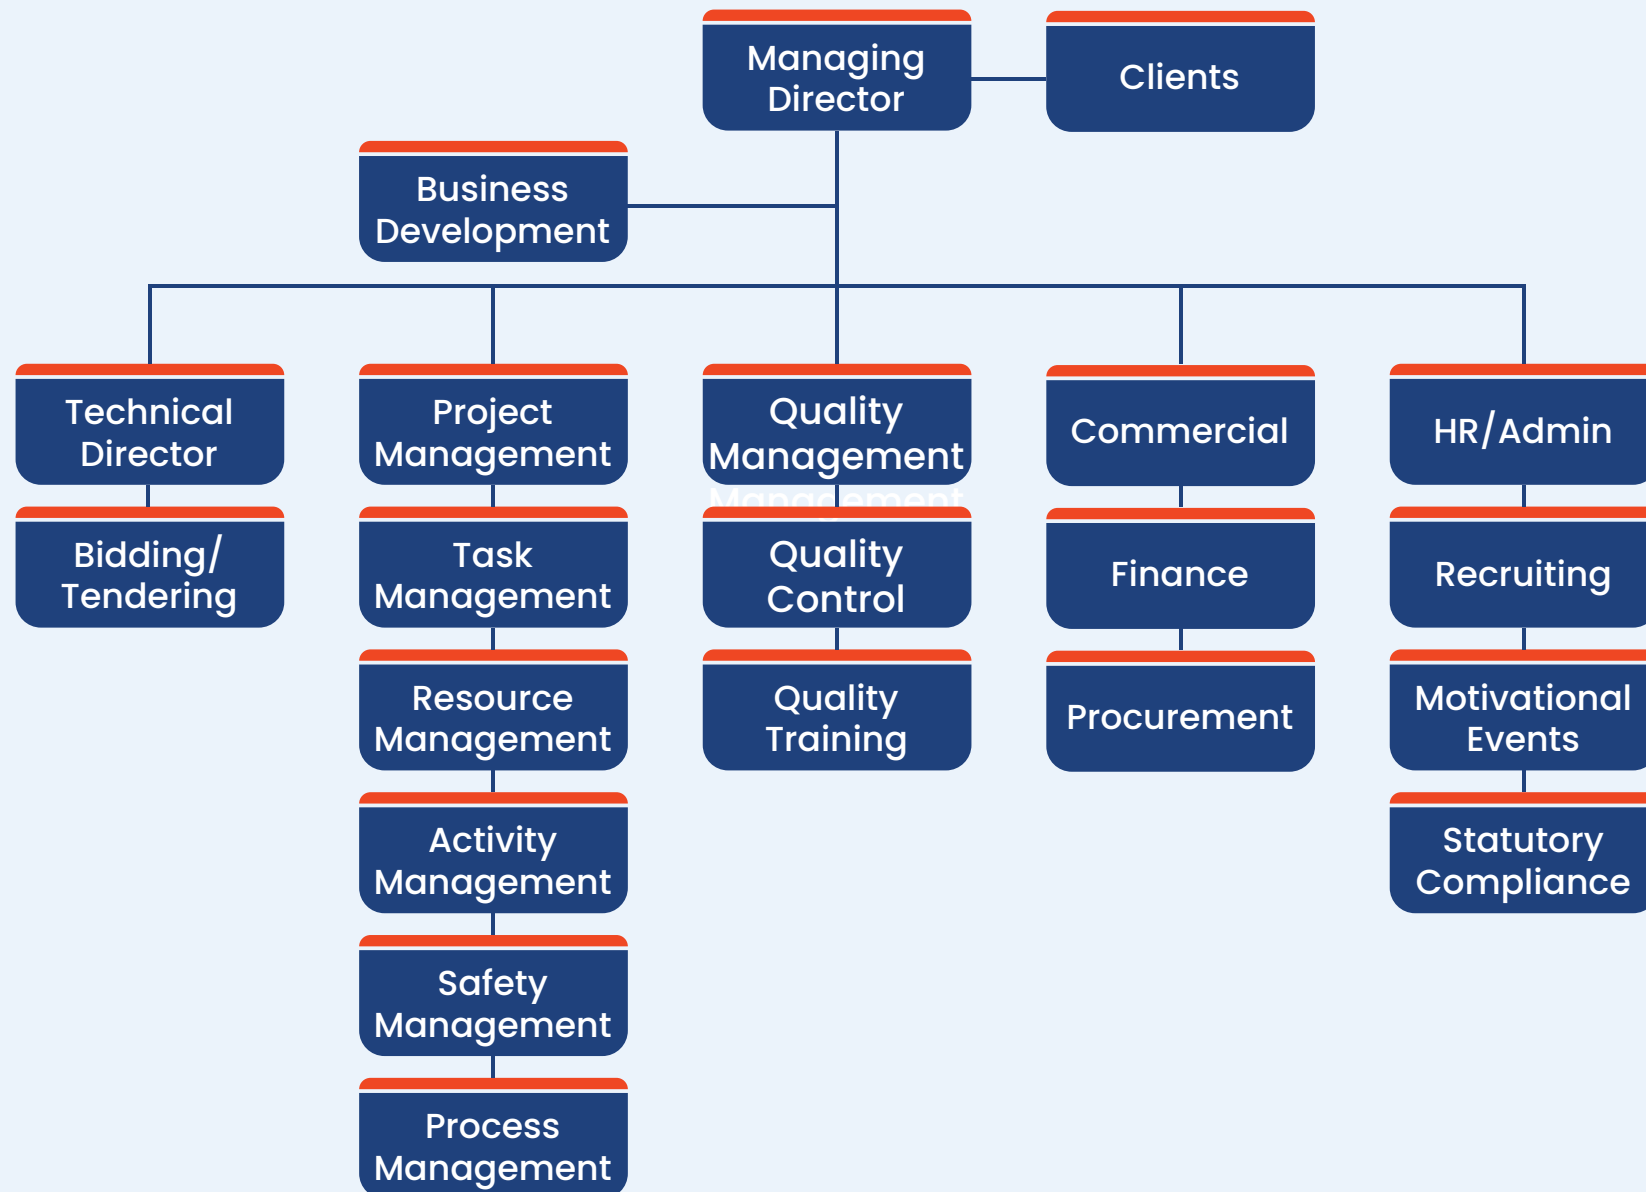 Managing
Director
Clients
Business
Development
Technical
Director
Project
Management
Quality
Management
Management
Commercial
HR/Admin
Bidding/
Tendering
Task
Management
Quality
Control
Finance
Recruiting
Resource
Management
Quality
Training
Procurement
Motivational
Events
Activity
Management
Statutory
Compliance
Safety
Management
Process
Management